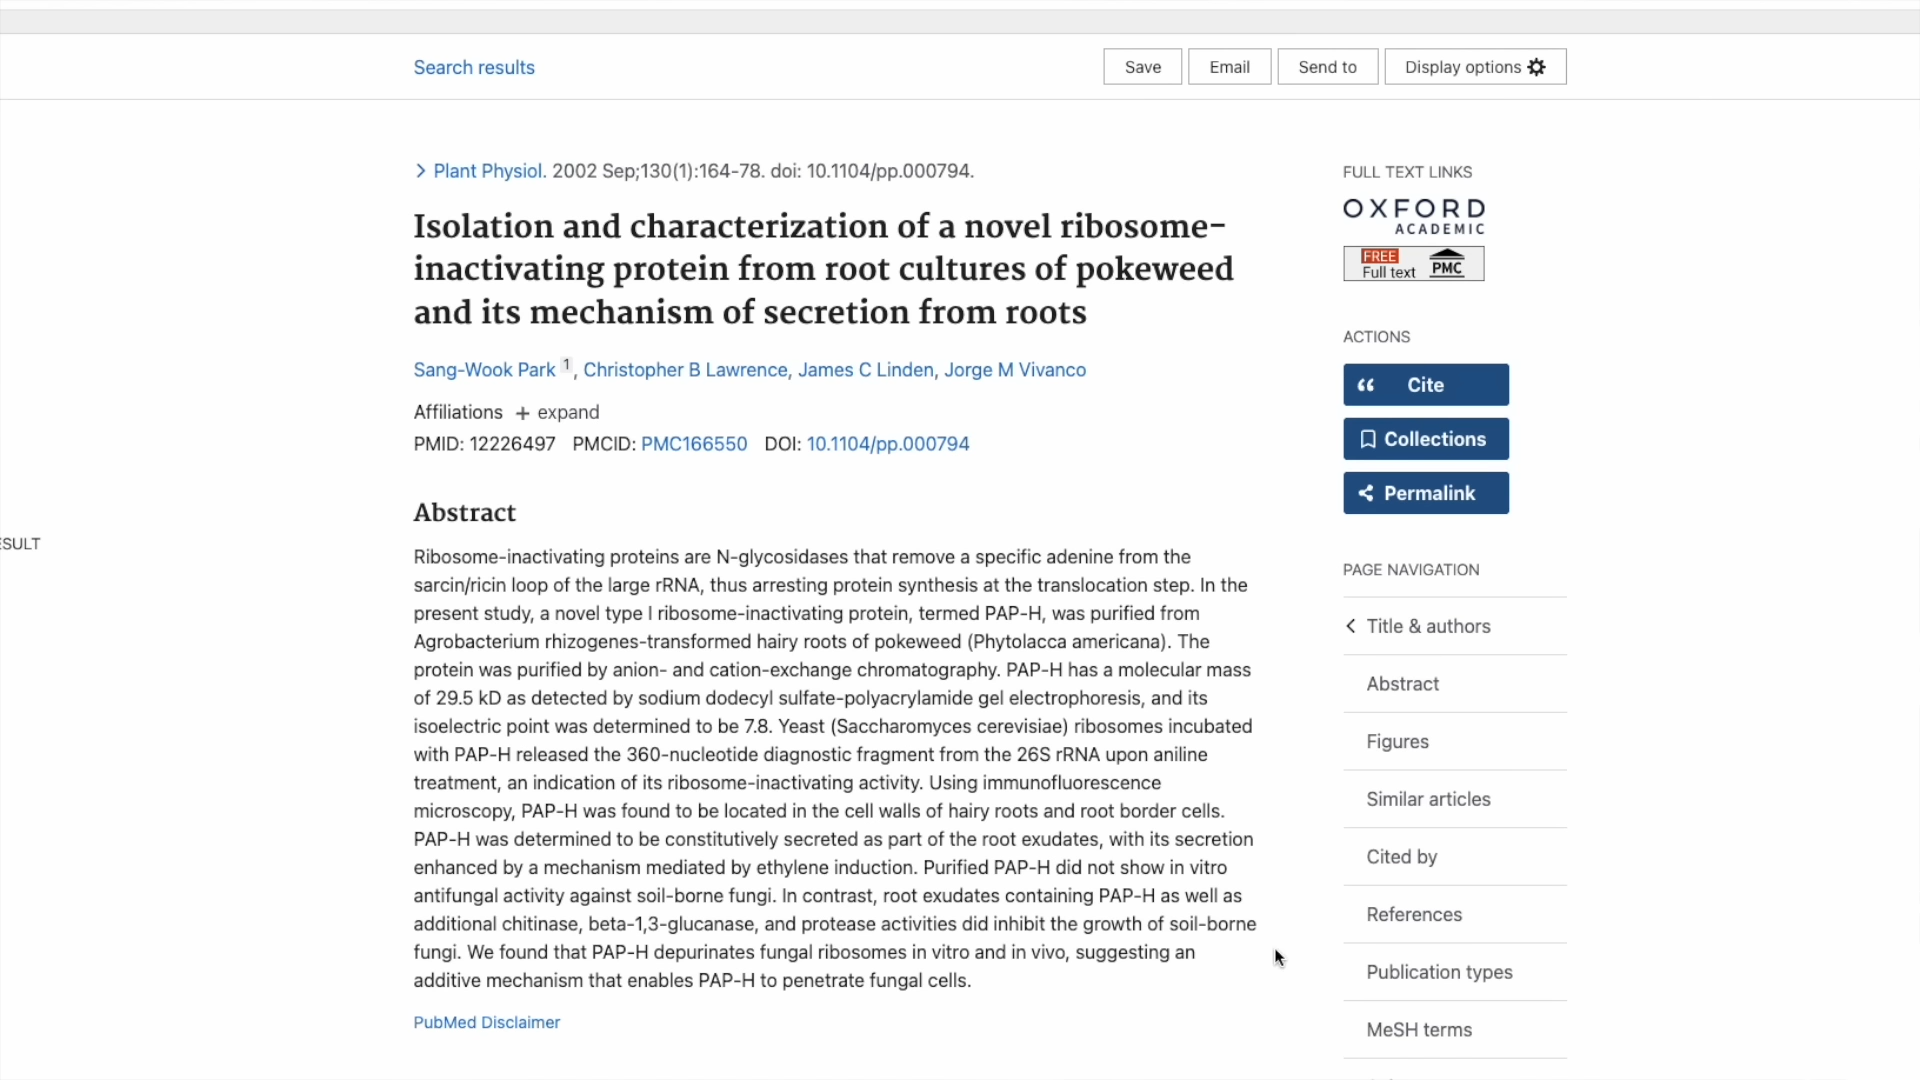 Search results
Save
Email
Send to
Display options
Plant Physiol. 2002 Sep;130(1):164-78. doi: 10.1104/pp.000794.
Isolation and characterization of a novel ribosome-
inactivating protein from root cultures of pokeweed
and its mechanism of secretion from roots
Sang-Wook Park 1, Christopher B Lawrence, James C Linden, Jorge M Vivanco
Affiliations + expand
PMID: 12226497 PMCID: PMC166550 DOI: 10.1104/pp.000794
Abstract
Ribosome-inactivating proteins are N-glycosidases that remove a specific adenine from the
sarcin/ricin loop of the large rRNA, thus arresting protein synthesis at the translocation step. In the
present study, a novel type I ribosome-inactivating protein, termed PAP-H, was purified from
Agrobacterium rhizogenes-transformed hairy roots of pokeweed (Phytolacca americana). The
protein was purified by anion- and cation-exchange chromatography. PAP-H has a molecular mass
of 29.5 kD as detected by sodium dodecyl sulfate-polyacrylamide gel electrophoresis, and its
isoelectric point was determined to be 7.8. Yeast (Saccharomyces cerevisiae) ribosomes incubated
with PAP-H released the 360-nucleotide diagnostic fragment from the 26S rRNA upon aniline
treatment, an indication of its ribosome-inactivating activity. Using immunofluorescence
microscopy, PAP-H was found to be located in the cell walls of hairy roots and root border cells.
PAP-H was determined to be constitutively secreted as part of the root exudates, with its secretion
enhanced by a mechanism mediated by ethylene induction. Purified PAP-H did not show in vitro
antifungal activity against soil-borne fungi. In contrast, root exudates containing PAP-H as well as
additional chitinase, beta-1,3-glucanase, and protease activities did inhibit the growth of soil-borne
fungi. We found that PAP-H depurinates fungal ribosomes in vitro and in vivo, suggesting an
additive mechanism that enables PAP-H to penetrate fungal cells.
PubMed Disclaimer
ESULT
FULL TEXT LINKS
OXFORD
ACADEMIC
FREE
Full text PMC
ACTIONS
Cite
Collections
Permalink
PAGE NAVIGATION
Title & authors
Abstract
Figures
Similar articles
Cited by
References
Publication types
MeSH terms